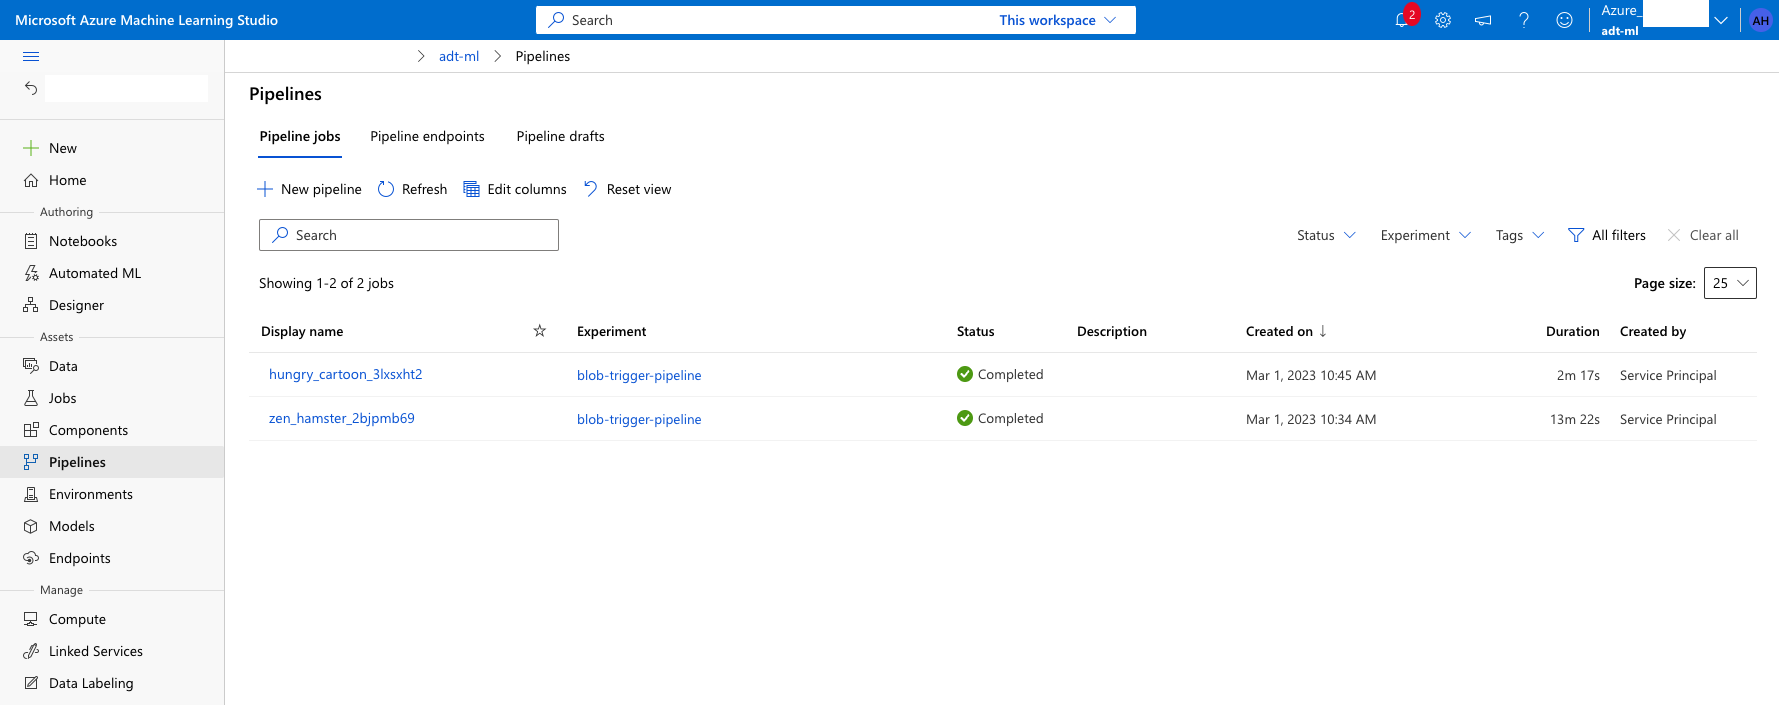 Microsoft Azure Machine Learning Studio
Search
This workspace
2
Azure_
adt-ml
AH
adt-ml
Pipelines
New
Home
Authoring
Notebooks
Automated ML
Designer
Assets
Data
Jobs
Components
Pipelines
Environments
Models
Endpoints
Manage
Compute
Linked Services
Data Labeling
Pipelines
Pipeline jobs
Pipeline endpoints
Pipeline drafts
New pipeline
Refresh
Edit columns
Reset view
Search
Status
Experiment
Tags
All filters
Clear all
Showing 1-2 of 2 jobs
Page size:
25
Display name
Experiment
Status
Description
Created on
Duration
Created by
hungry_cartoon_3lxsxht2
blob-trigger-pipeline
Completed
Mar 1, 2023 10:45 AM
2m 17s
Service Principal
zen_hamster_2bjpmb69
blob-trigger-pipeline
Completed
Mar 1, 2023 10:34 AM
13m 22s
Service Principal